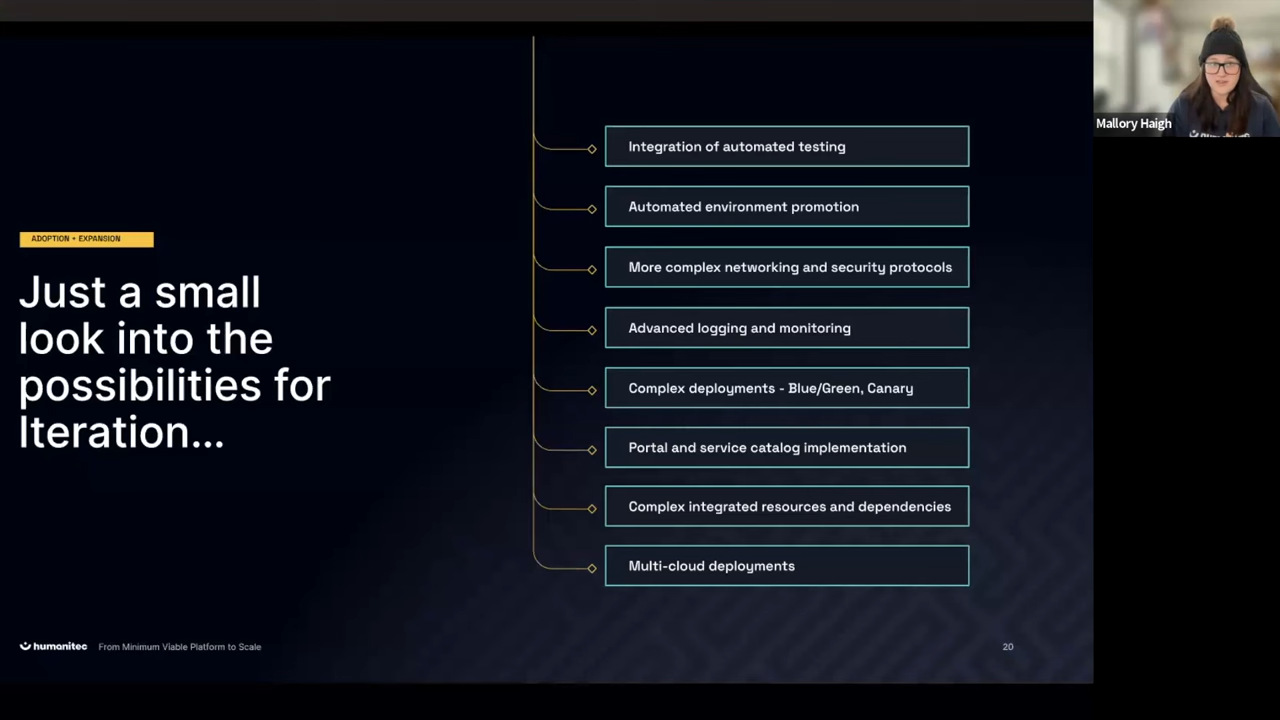 Mallory Haigh
ADOPTION + EXPANSION
Just a small
look into the
possibilities for
Iteration...
Integration of automated testing
Automated environment promotion
More complex networking and security protocols
Advanced logging and monitoring
Complex deployments - Blue/Green, Canary
Portal and service catalog implementation
Complex integrated resources and dependencies
Multi-cloud deployments
humanitec
From Minimum Viable Platform to Scale
20